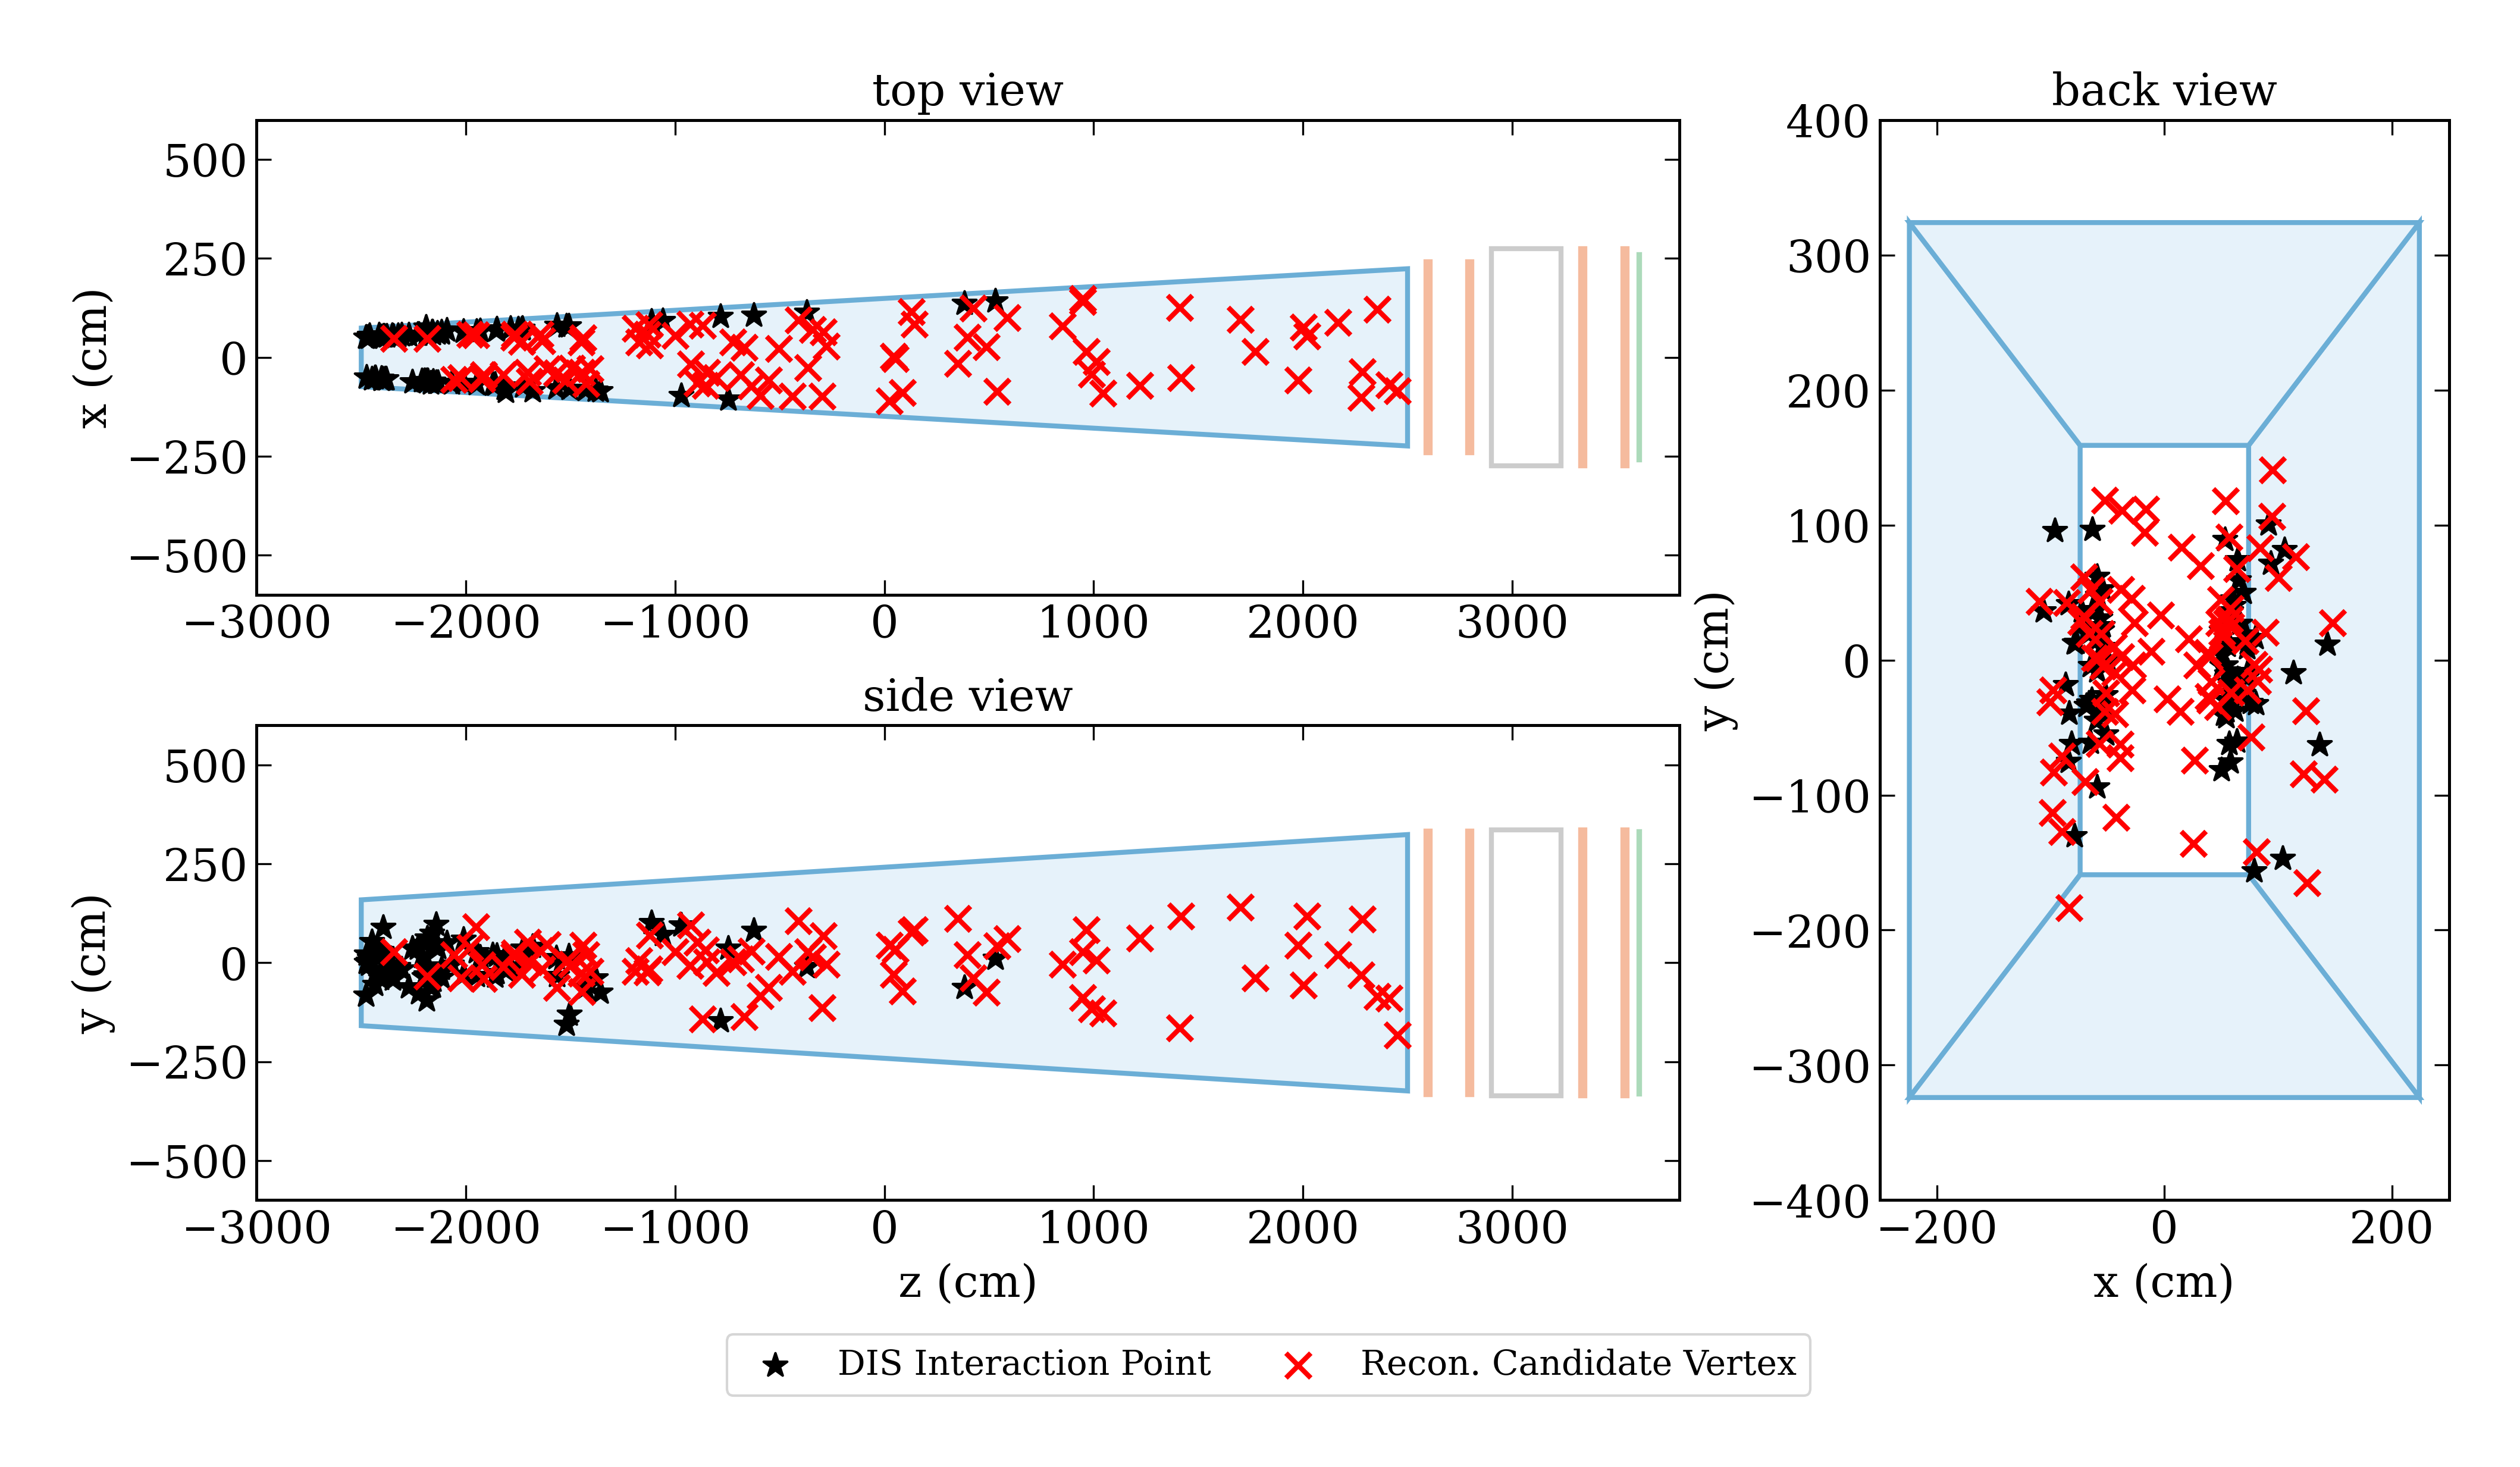 top view
500
250
0
−250
−500
x (cm)
−3000 −2000 −1000 0 1000 2000 3000
side view
500
250
0
−250
−500
y (cm)
−3000 −2000 −1000 0 1000 2000 3000
z (cm)
back view
400
300
200
100
0
−100
−200
−300
−400
y (cm)
−200 0 200
x (cm)
DIS Interaction Point
Recon. Candidate Vertex